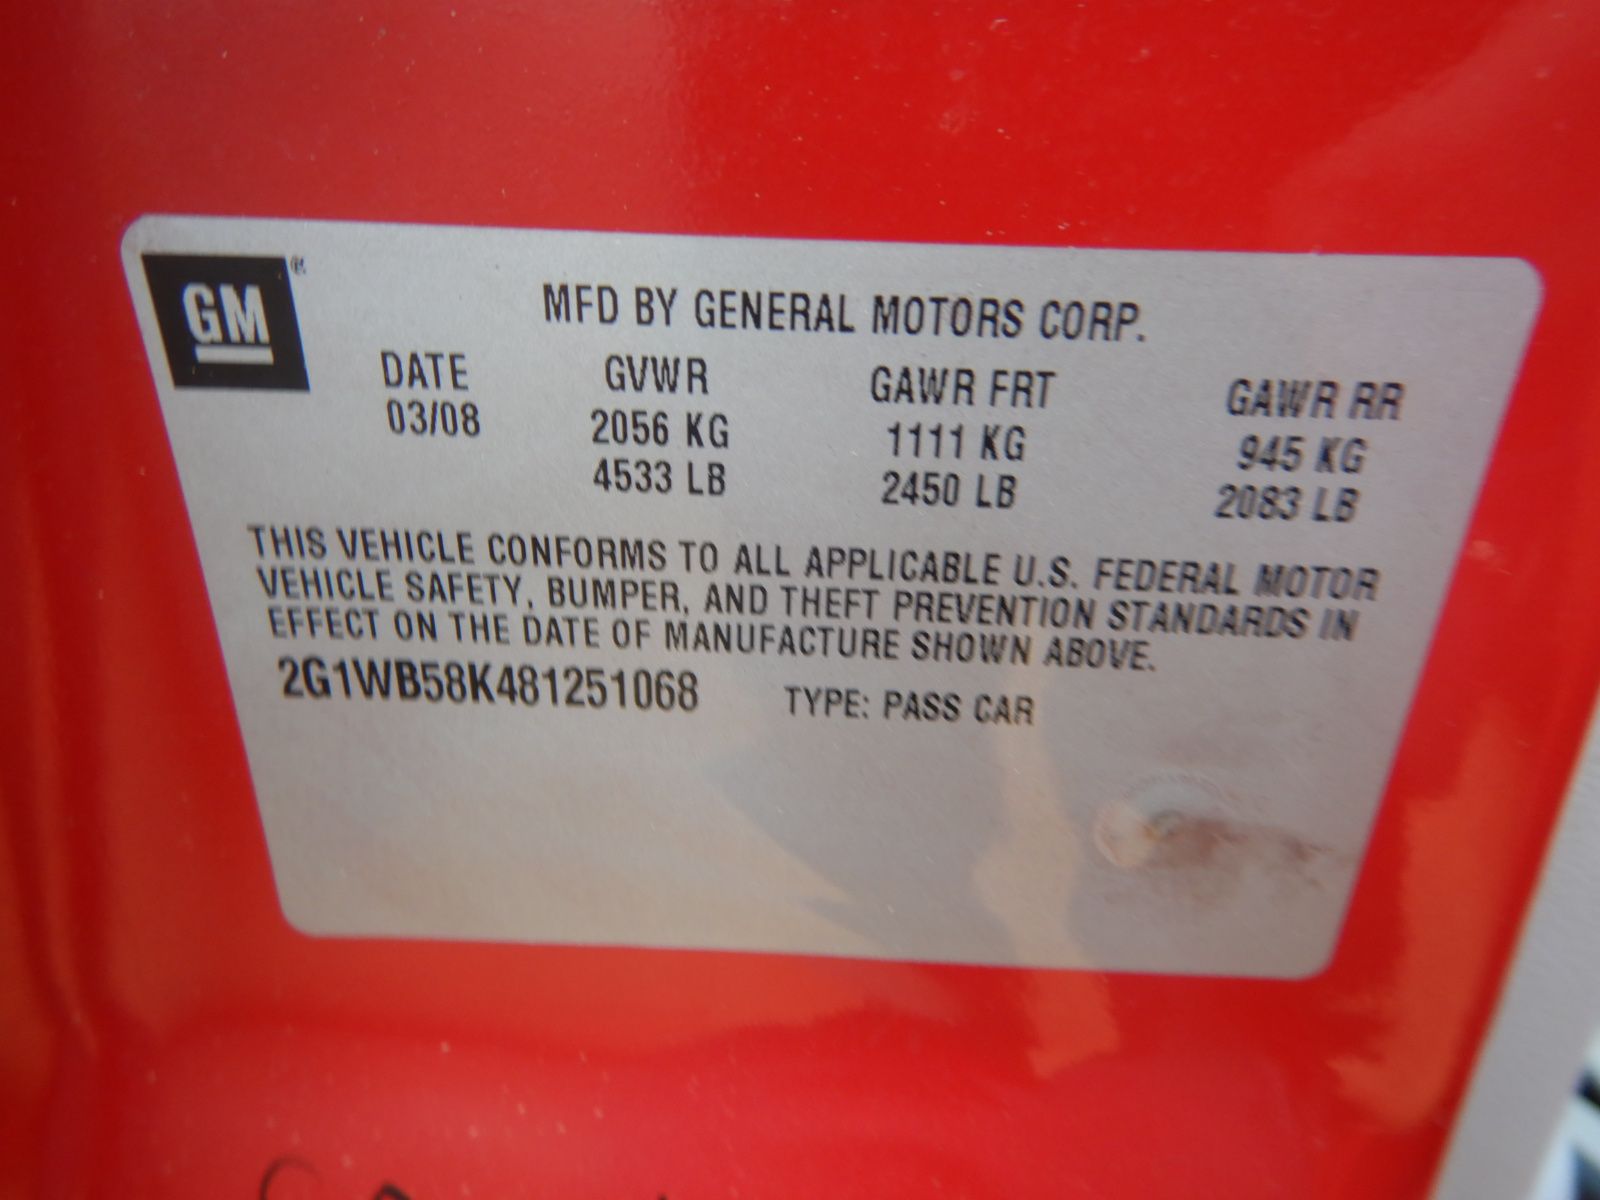 GM®
MFD BY GENERAL MOTORS CORP.
DATE GVWR GAWR FRT GAWR RR
03/08 2056 KG 1111 KG 945 KG
4533 LB 2450 LB 2083 LB
THIS VEHICLE CONFORMS TO ALL APPLICABLE U.S. FEDERAL MOTOR
VEHICLE SAFETY, BUMPER, AND THEFT PREVENTION STANDARDS IN
EFFECT ON THE DATE OF MANUFACTURE SHOWN ABOVE.
2G1WB58K481251068 TYPE: PASS CAR